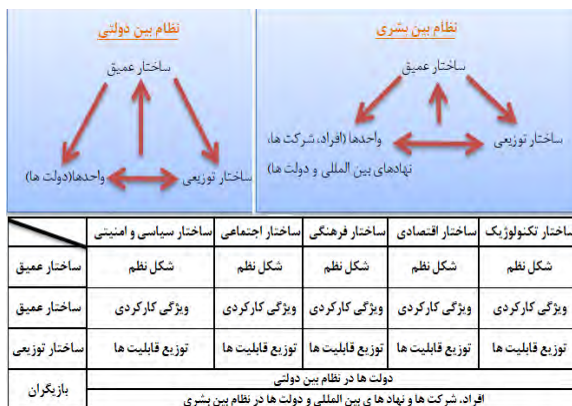 نظام بین بشری
ساختار عمیق
واحدها (افراد، شرکت ها، نهادهای بین المللی و دولت ها)
ساختار توزیعی
نظام بین دولتی
ساختار عمیق
واحدها(دولت ها)
ساختار توزیعی
ساختار سیاسی و امنیتی ساختار اجتماعی ساختار فرهنگی ساختار اقتصادی ساختار تکنولوژیک
ساختار عمیق شکل نظم شکل نظم شکل نظم شکل نظم شکل نظم
ساختار عمیق ویژگی کارکردی ویژگی کارکردی ویژگی کارکردی ویژگی کارکردی ویژگی کارکردی
ساختار توزیعی توزیع قابلیت ها توزیع قابلیت ها توزیع قابلیت ها توزیع قابلیت ها توزیع قابلیت ها
بازیگران
دولت ها در نظام بین دولتی
افراد، شرکت ها و نهاد ها ی بین المللی و دولت ها در نظام بین بشری